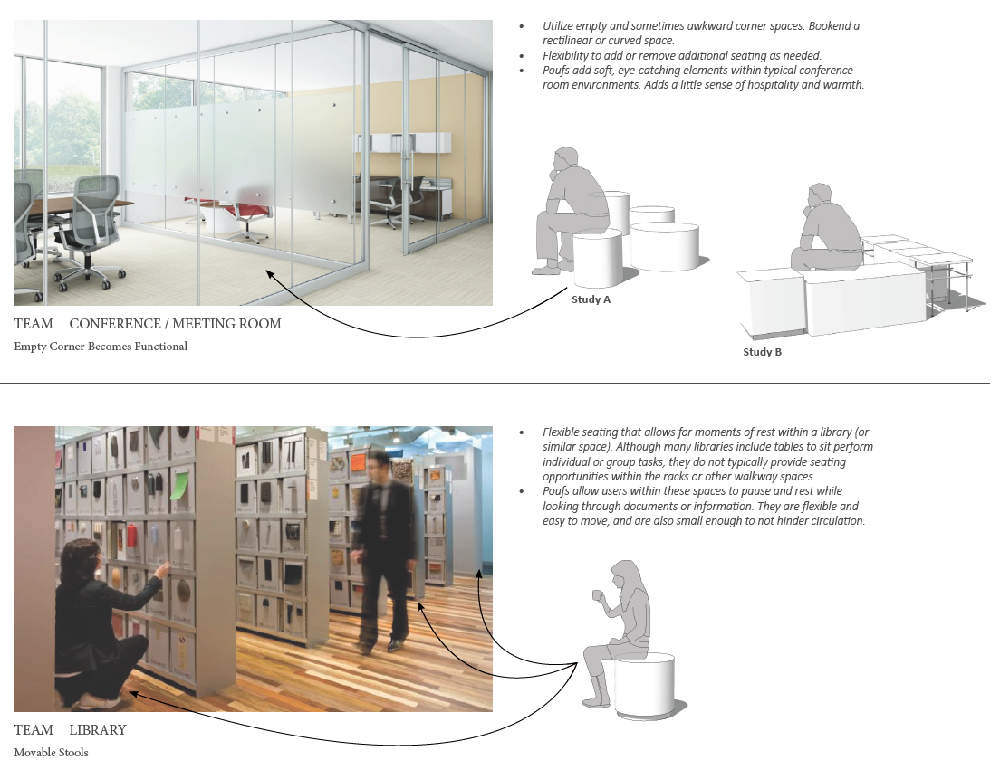 • Utilize empty and sometimes awkward corner spaces. Bookend a
rectilinear or curved space.
• Flexibility to add or remove additional seating as needed.
• Poufs add soft, eye-catching elements within typical conference
room environments. Adds a little sense of hospitality and warmth.
Study A
Study B
TEAM | CONFERENCE / MEETING ROOM
Empty Corner Becomes Functional
• Flexible seating that allows for moments of rest within a library (or
similar space). Although many libraries include tables to sit perform
individual or group tasks, they do not typically provide seating
opportunities within the racks or other walkway spaces.
• Poufs allow users within these spaces to pause and rest while
looking through documents or information. They are flexible and
easy to move, and are also small enough to not hinder circulation.
TEAM | LIBRARY
Movable Stools